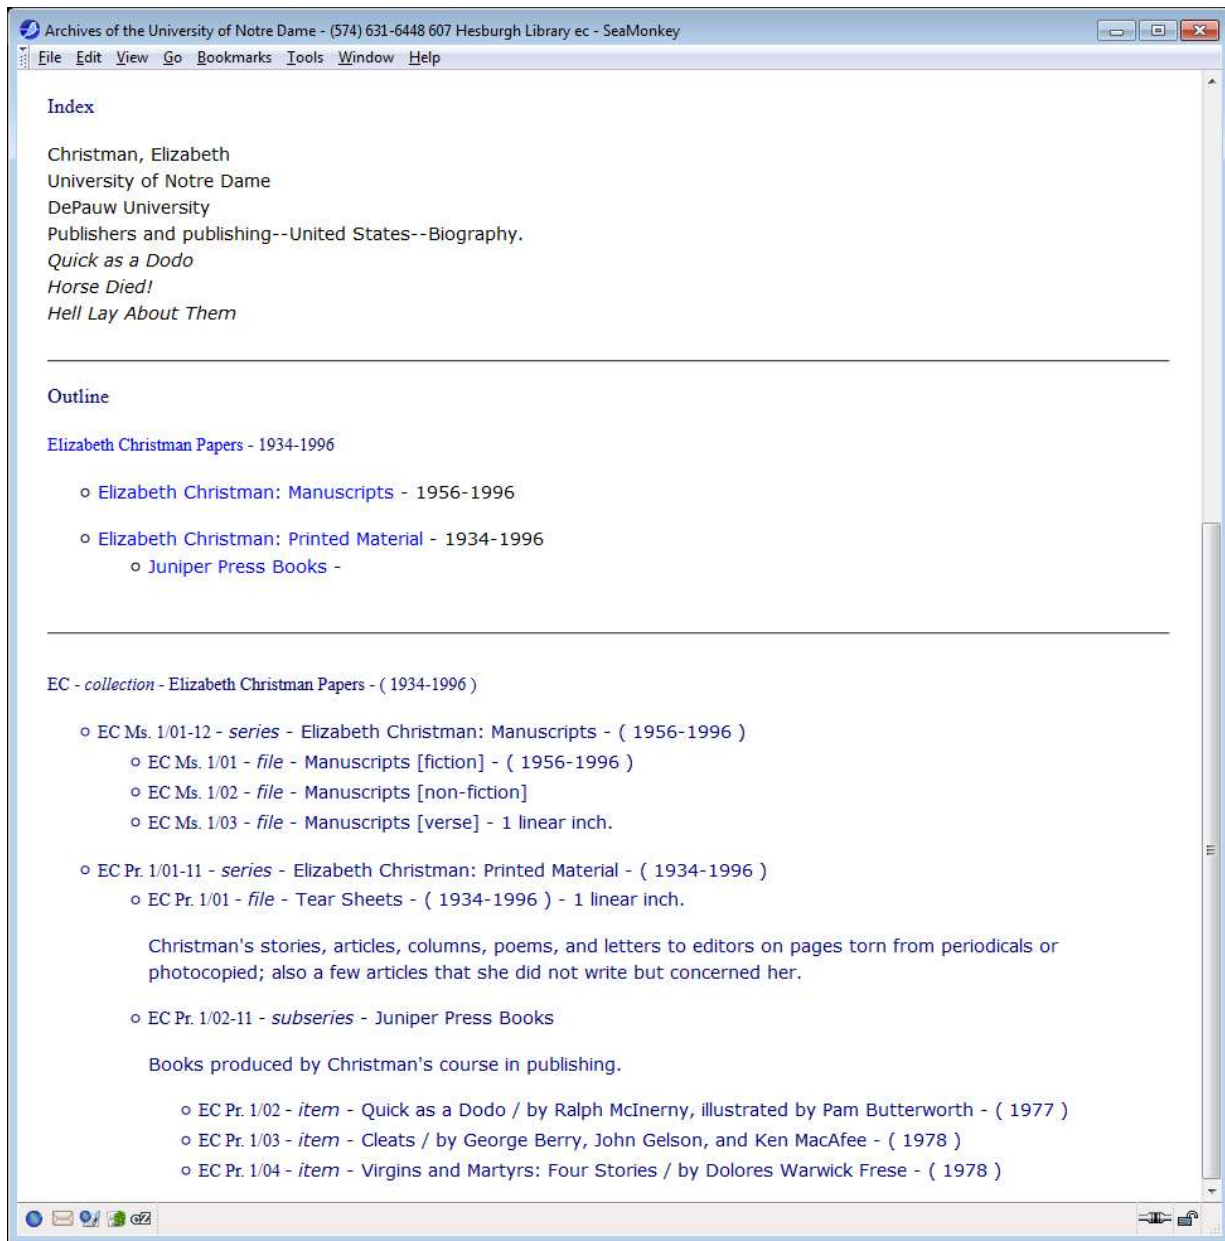 Archives of the University of Notre Dame - (574) 631-6448 607 Hesburgh Library ec - SeaMonkey
File Edit View Go Bookmarks Tools Window Help
Index
Christman, Elizabeth
University of Notre Dame
DePauw University
Publishers and publishing--United States--Biography.
Quick as a Dodo
Horse Died!
Hell Lay About Them
Outline
Elizabeth Christman Papers - 1934-1996
Elizabeth Christman: Manuscripts - 1956-1996
Elizabeth Christman: Printed Material - 1934-1996
Juniper Press Books -
EC - collection - Elizabeth Christman Papers - ( 1934-1996 )
EC Ms. 1/01-12 - series - Elizabeth Christman: Manuscripts - ( 1956-1996 )
EC Ms. 1/01 - file - Manuscripts [fiction] - ( 1956-1996 )
EC Ms. 1/02 - file - Manuscripts [non-fiction]
EC Ms. 1/03 - file - Manuscripts [verse] - 1 linear inch.
EC Pr. 1/01-11 - series - Elizabeth Christman: Printed Material - ( 1934-1996 )
EC Pr. 1/01 - file - Tear Sheets - ( 1934-1996 ) - 1 linear inch.
Christman's stories, articles, columns, poems, and letters to editors on pages torn from periodicals or
photocopied; also a few articles that she did not write but concerned her.
EC Pr. 1/02-11 - subseries - Juniper Press Books
Books produced by Christman's course in publishing.
EC Pr. 1/02 - item - Quick as a Dodo / by Ralph McInerny, illustrated by Pam Butterworth - ( 1977 )
EC Pr. 1/03 - item - Cleats / by George Berry, John Gelson, and Ken MacAfee - ( 1978 )
EC Pr. 1/04 - item - Virgins and Martyrs: Four Stories / by Dolores Warwick Frese - ( 1978 )